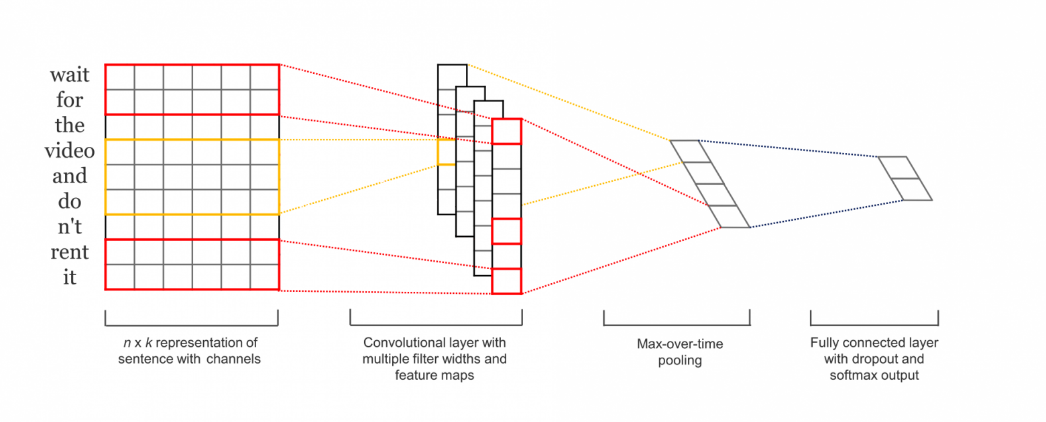 wait
for
the
video
and
do
n't
rent
it
n x k representation of
sentence with channels
Convolutional layer with
multiple filter widths and
feature maps
Max-over-time
pooling
Fully connected layer
with dropout and
softmax output